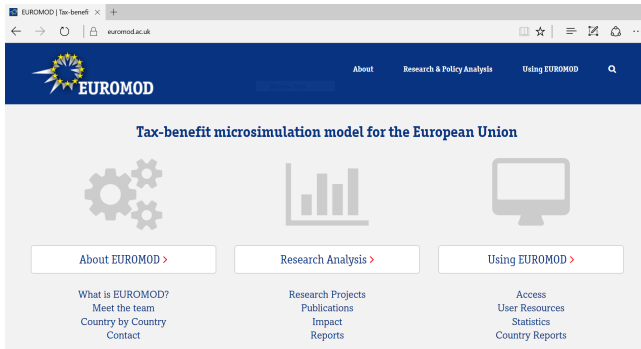 EUROMOD | Tax-benefi
euromod.ac.uk
EUROMOD
About
Research & Policy Analysis
Using EUROMOD
Tax-benefit microsimulation model for the European Union
About EUROMOD >
Research Analysis >
Using EUROMOD >
What is EUROMOD?
Meet the team
Country by Country
Contact
Research Projects
Publications
Impact
Reports
Access
User Resources
Statistics
Country Reports